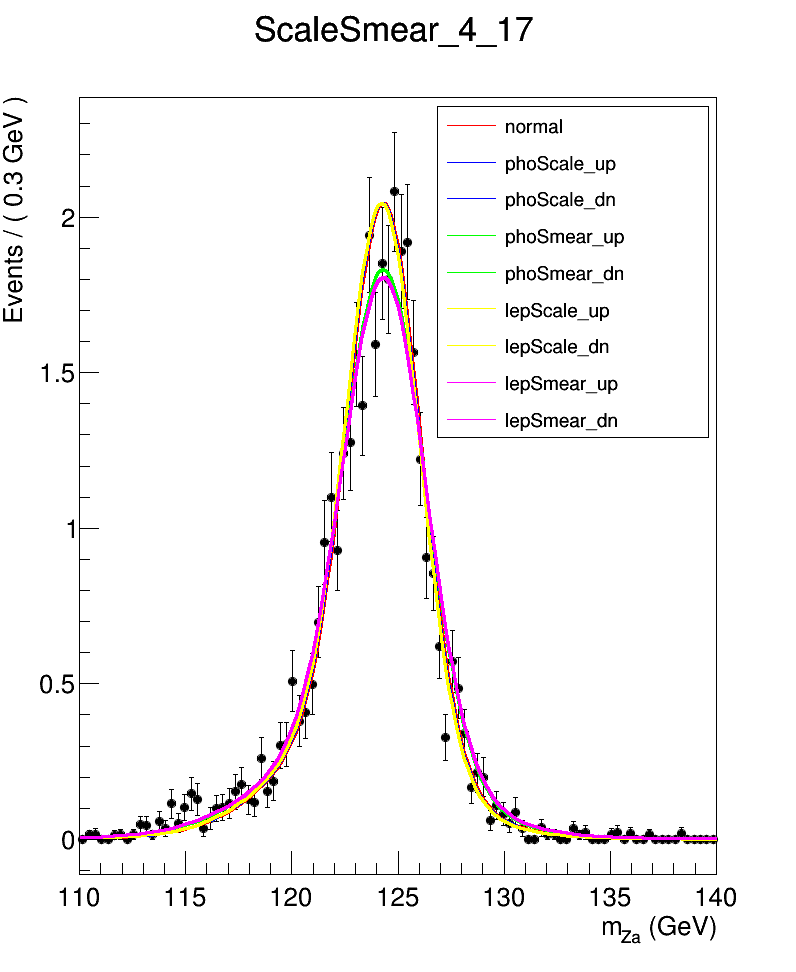 ScaleSmear_4_17
Events / ( 0.3 GeV )
2
1.5
1
0.5
0
normal
phoScale_up
phoScale_dn
phoSmear_up
phoSmear_dn
lepScale_up
lepScale_dn
lepSmear_up
lepSmear_dn
110 115 120 125 130 135 140
m_Za (GeV)